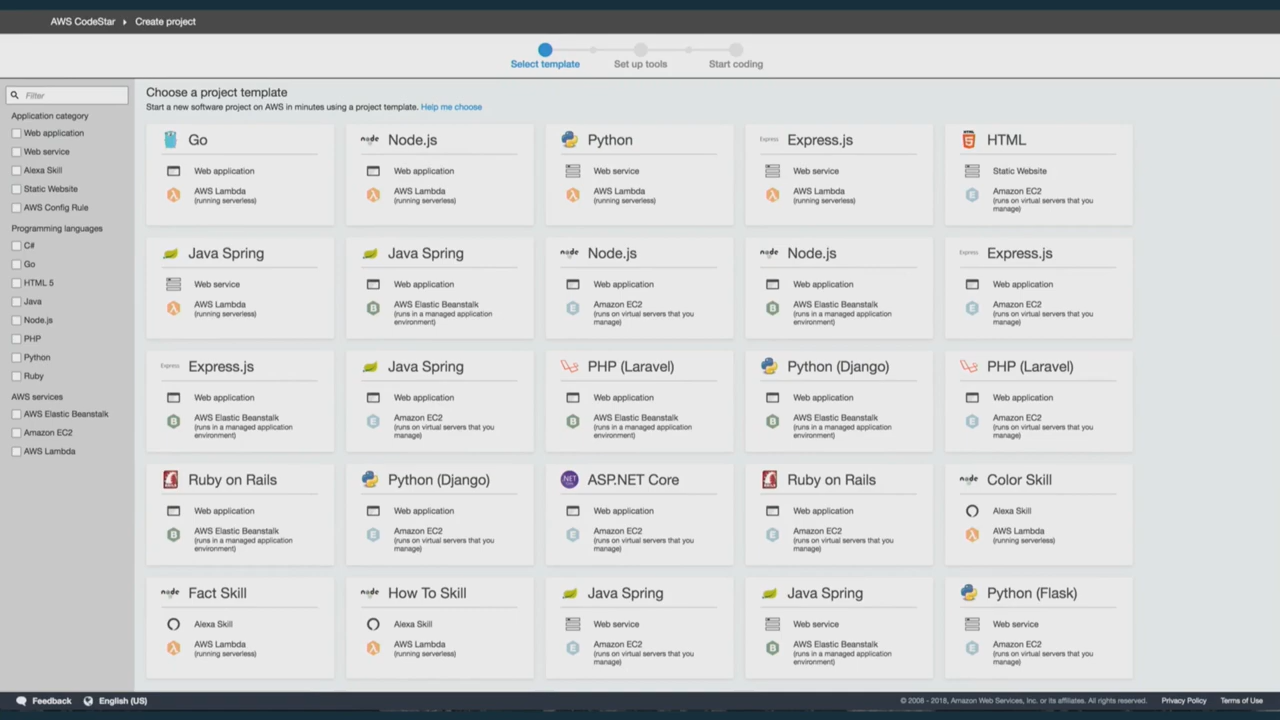 AWS CodeStar
Create project
Select template
Set up tools
Start coding
Filter
Application category
Web application
Web service
Alexa Skill
Static Website
AWS Config Rule
Programming languages
C#
Go
HTML 5
Java
Node.js
PHP
Python
Ruby
AWS services
AWS Elastic Beanstalk
Amazon EC2
AWS Lambda
Choose a project template
Start a new software project on AWS in minutes using a project template. Help me choose
Go
Web application
AWS Lambda
(running serverless)
node
Node.js
Web application
AWS Lambda
(running serverless)
Python
Web service
AWS Lambda
(running serverless)
Express
Express.js
Web service
AWS Lambda
(running serverless)
HTML
Static Website
Amazon EC2
(runs on virtual servers that you
manage)
Java Spring
Web service
AWS Lambda
(running serverless)
Java Spring
Web application
AWS Elastic Beanstalk
(runs in a managed application
environment)
node
Node.js
Web application
Amazon EC2
(runs on virtual servers that you
manage)
node
Node.js
Web application
AWS Elastic Beanstalk
(runs in a managed application
environment)
Express
Express.js
Web application
Amazon EC2
(runs on virtual servers that you
manage)
Express
Express.js
Web application
AWS Elastic Beanstalk
(runs in a managed application
environment)
Java Spring
Web application
Amazon EC2
(runs on virtual servers that you
manage)
PHP (Laravel)
Web application
AWS Elastic Beanstalk
(runs in a managed application
environment)
Python (Django)
Web application
AWS Elastic Beanstalk
(runs in a managed application
environment)
PHP (Laravel)
Web application
Amazon EC2
(runs on virtual servers that you
manage)
Ruby on Rails
Web application
AWS Elastic Beanstalk
(runs in a managed application
environment)
Python (Django)
Web application
Amazon EC2
(runs on virtual servers that you
manage)
ASP.NET Core
Web application
Amazon EC2
(runs on virtual servers that you
manage)
Ruby on Rails
Web application
Amazon EC2
(runs on virtual servers that you
manage)
node
Color Skill
Alexa Skill
AWS Lambda
(running serverless)
node
Fact Skill
Alexa Skill
AWS Lambda
(running serverless)
node
How To Skill
Alexa Skill
AWS Lambda
(running serverless)
Java Spring
Web service
Amazon EC2
(runs on virtual servers that you
manage)
Java Spring
Web service
AWS Elastic Beanstalk
(runs in a managed application
environment)
Python (Flask)
Web service
Amazon EC2
(runs on virtual servers that you
manage)
Feedback
English (US)
© 2008 - 2018, Amazon Web Services, Inc. or its affiliates. All rights reserved.
Privacy Policy
Terms of Use